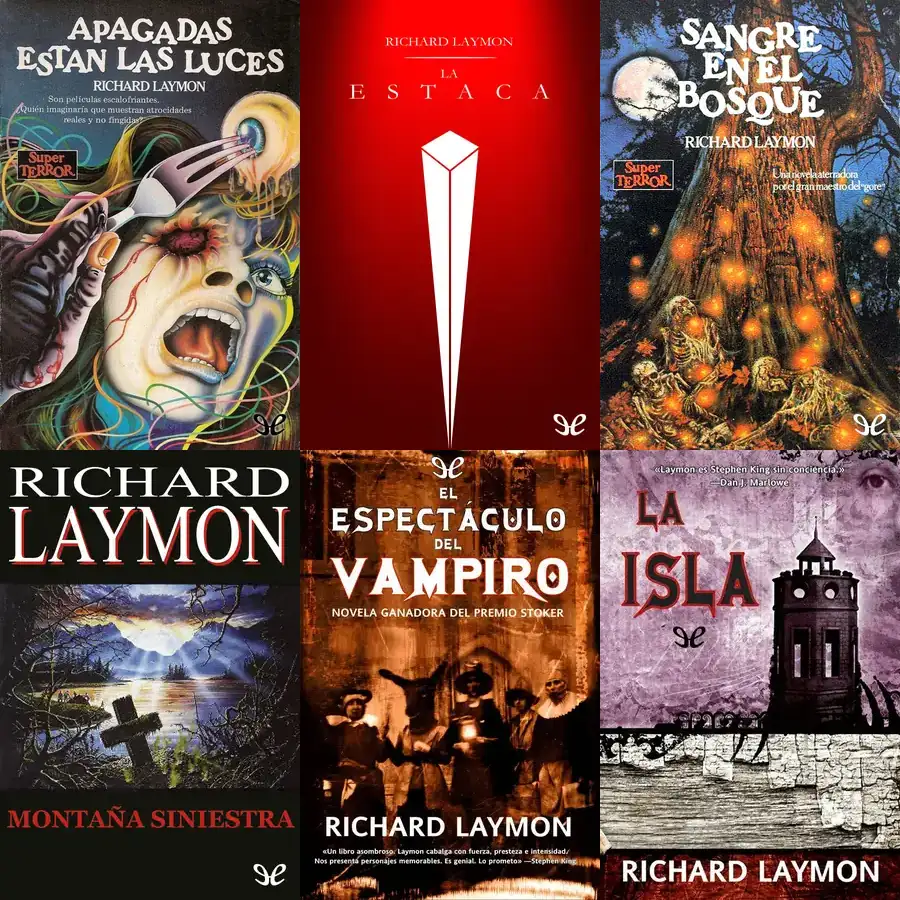 APAGADAS
ESTAN LAS LUCES
RICHARD LAYMON
Son películas escalofriantes.
¿Quién imaginaría que muestran atrocidades
reales y no fingidas?
Super
TERROR
RICHARD LAYMON
LA
ESTACA
SANGRE
EN EL
BOSQUE
RICHARD LAYMON
Super
TERROR
Una novela aterradora
por el gran maestro del "gore"
RICHARD
LAYMON
MONTAÑA SINIESTRA
EL
ESPECTÁCULO
DEL
VAMPIRO
NOVELA GANADORA DEL PREMIO STOKER
RICHARD LAYMON
«Un libro asombroso. Laymon cabalga con fuerza, presteza e intensidad.
Nos presenta personajes memorables. Es genial. Lo prometo» —Stephen King
«Laymon es Stephen King sin conciencia.»
—Dan J. Marlowe
LA
ISLA
RICHARD LAYMON